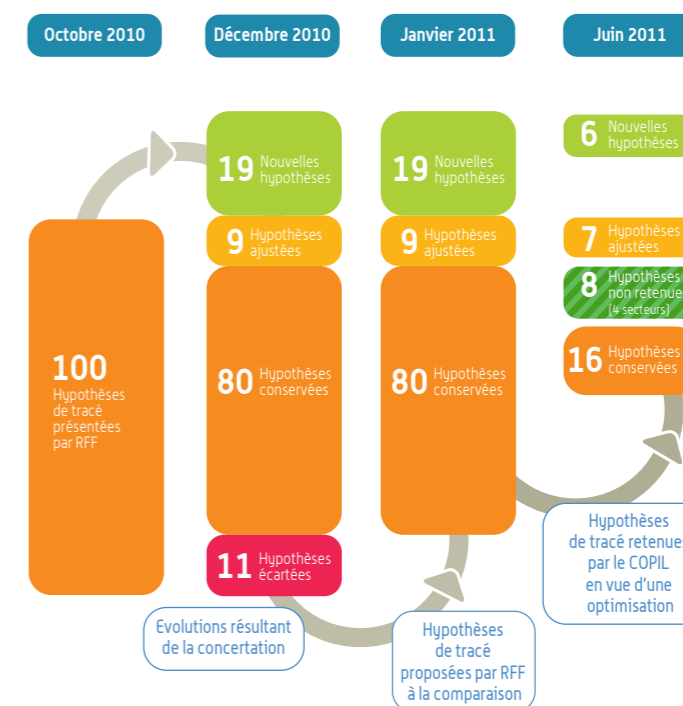 Octobre 2010
Décembre 2010
Janvier 2011
Juin 2011
100
Hypothèses
de tracé
présentées
par RFF
19 Nouvelles
hypothèses
9 Hypothèses
ajustées
80 Hypothèses
conservées
11 Hypothèses
écartées
Evolutions résultant
de la concertation
19 Nouvelles
hypothèses
9 Hypothèses
ajustées
80 Hypothèses
conservées
Hypothèses
de tracé
proposées par RFF
à la comparaison
6 Nouvelles
hypothèses
7 Hypothèses
ajustées
8 Hypothèses
non retenue
(4 secteurs)
16 Hypothèses
conservées
Hypothèses
de tracé retenues
par le COPIL
en vue d'une
optimisation